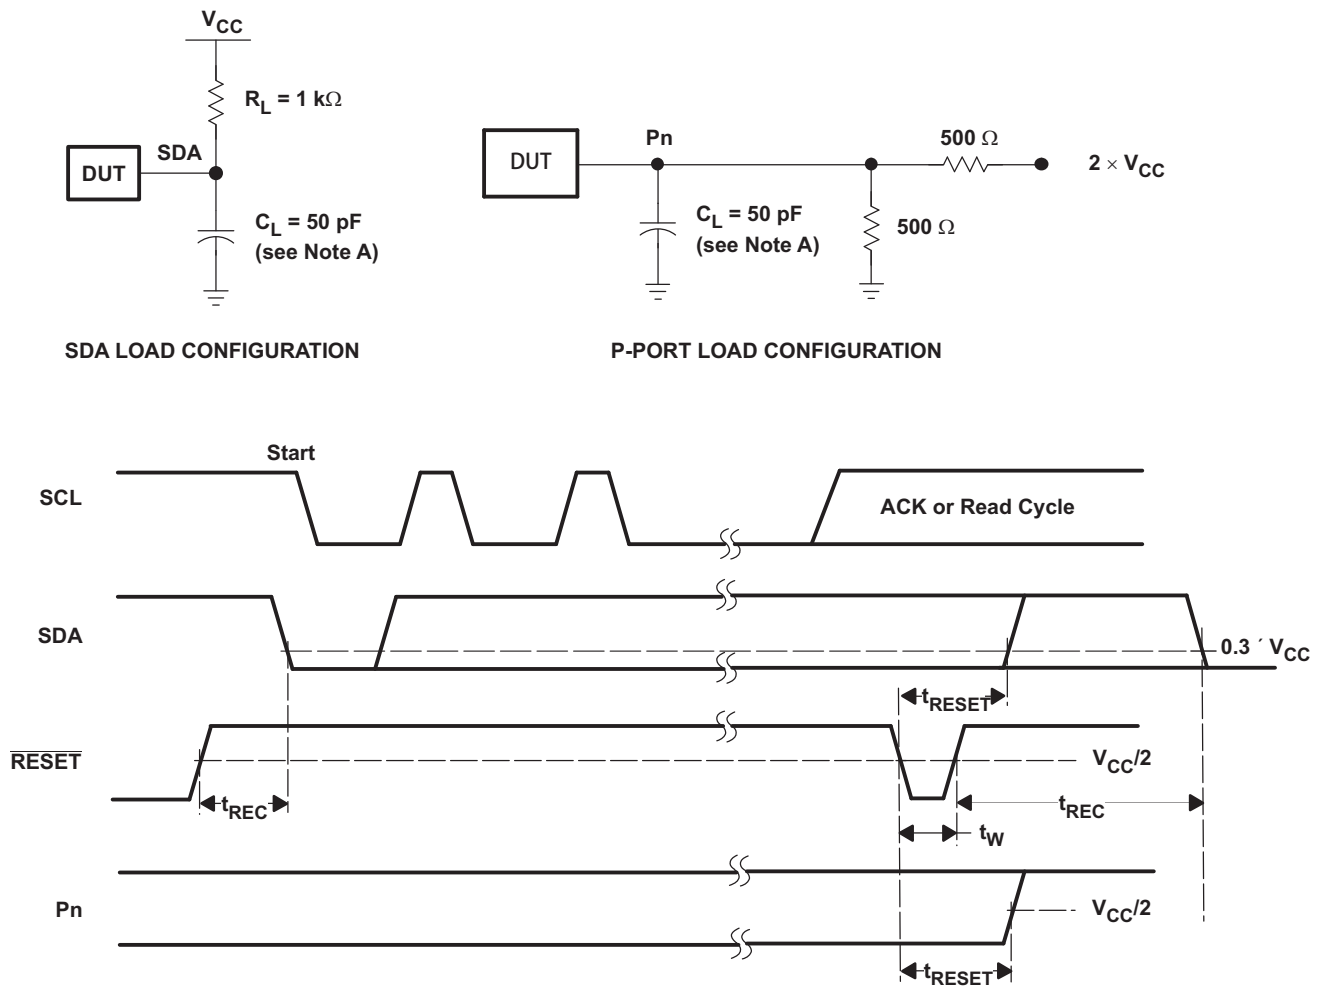 VCC
RL = 1 kΩ
SDA
DUT
CL = 50 pF
(see Note A)
SDA LOAD CONFIGURATION
DUT
Pn
500 Ω
2 × VCC
CL = 50 pF
(see Note A)
500 Ω
P-PORT LOAD CONFIGURATION
Start
SCL
ACK or Read Cycle
SDA
0.3 ´ VCC
tRESET
RESET
VCC/2
tREC
tREC
tW
Pn
VCC/2
tRESET